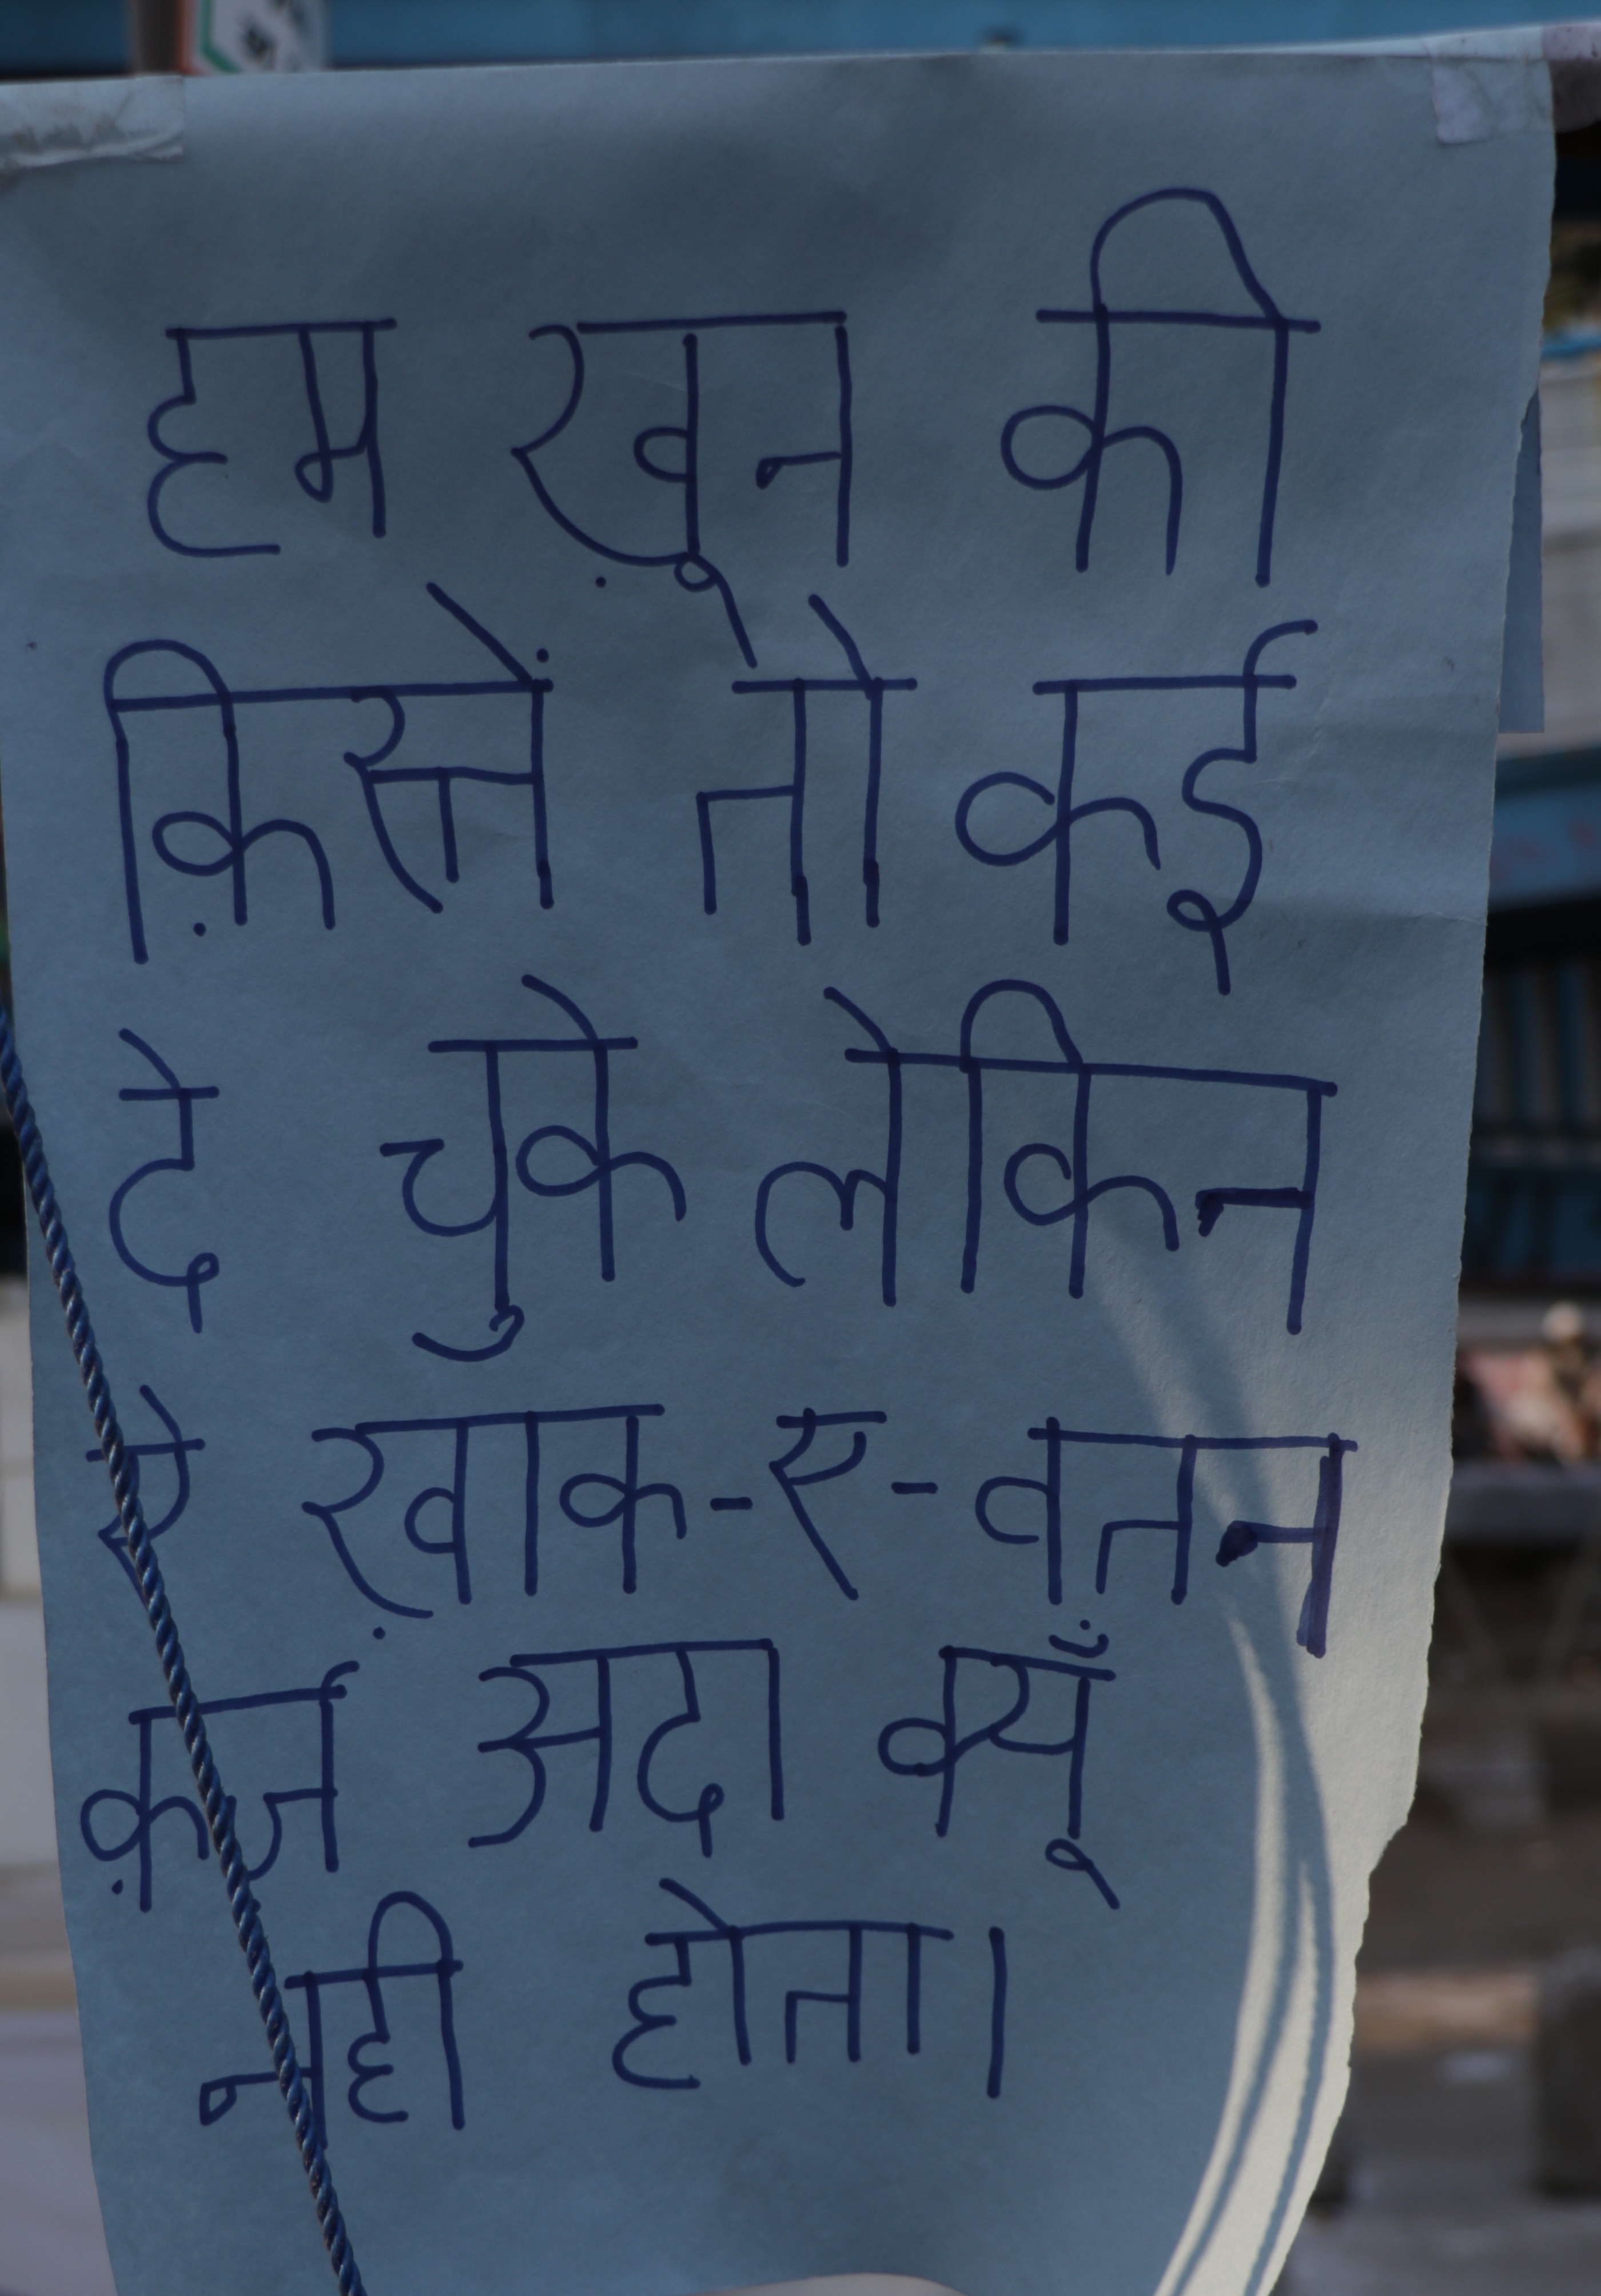 हम ख़ून की
क़िस्तें तो कई
दे चुके लेकिन
ऐ ख़ाक-ए-वतन
क़र्ज अदा क्यूँ
नही होता।